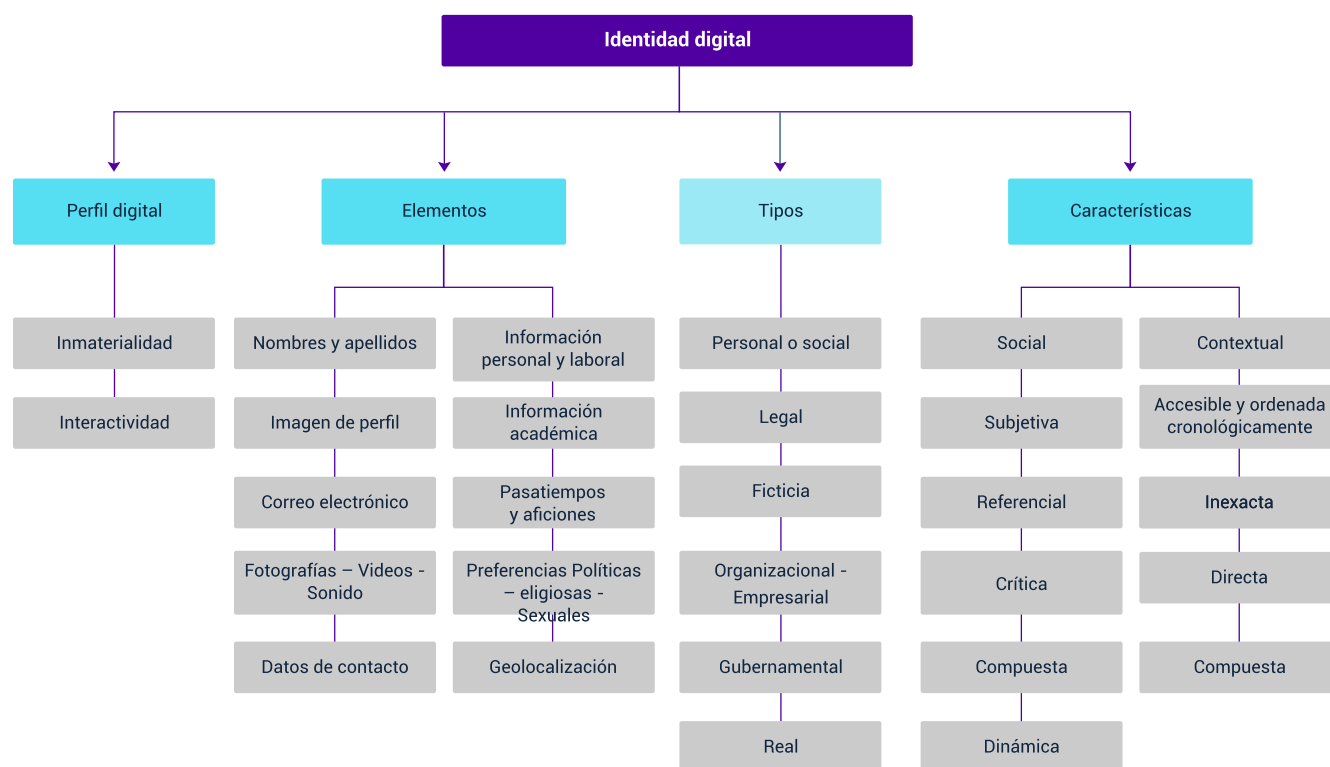 Identidad digital
Perfil digital
Elementos
Tipos
Características
Inmaterialidad
Interactividad
Nombres y apellidos
Imagen de perfil
Correo electrónico
Fotografías – Videos -
Sonido
Datos de contacto
Información
personal y laboral
Información
académica
Pasatiempos
y aficiones
Preferencias Políticas
– eligiosas -
Sexuales
Geolocalización
Personal o social
Legal
Ficticia
Organizacional -
Empresarial
Gubernamental
Real
Social
Subjetiva
Referencial
Crítica
Compuesta
Dinámica
Contextual
Accesible y ordenada
cronológicamente
Inexacta
Directa
Compuesta